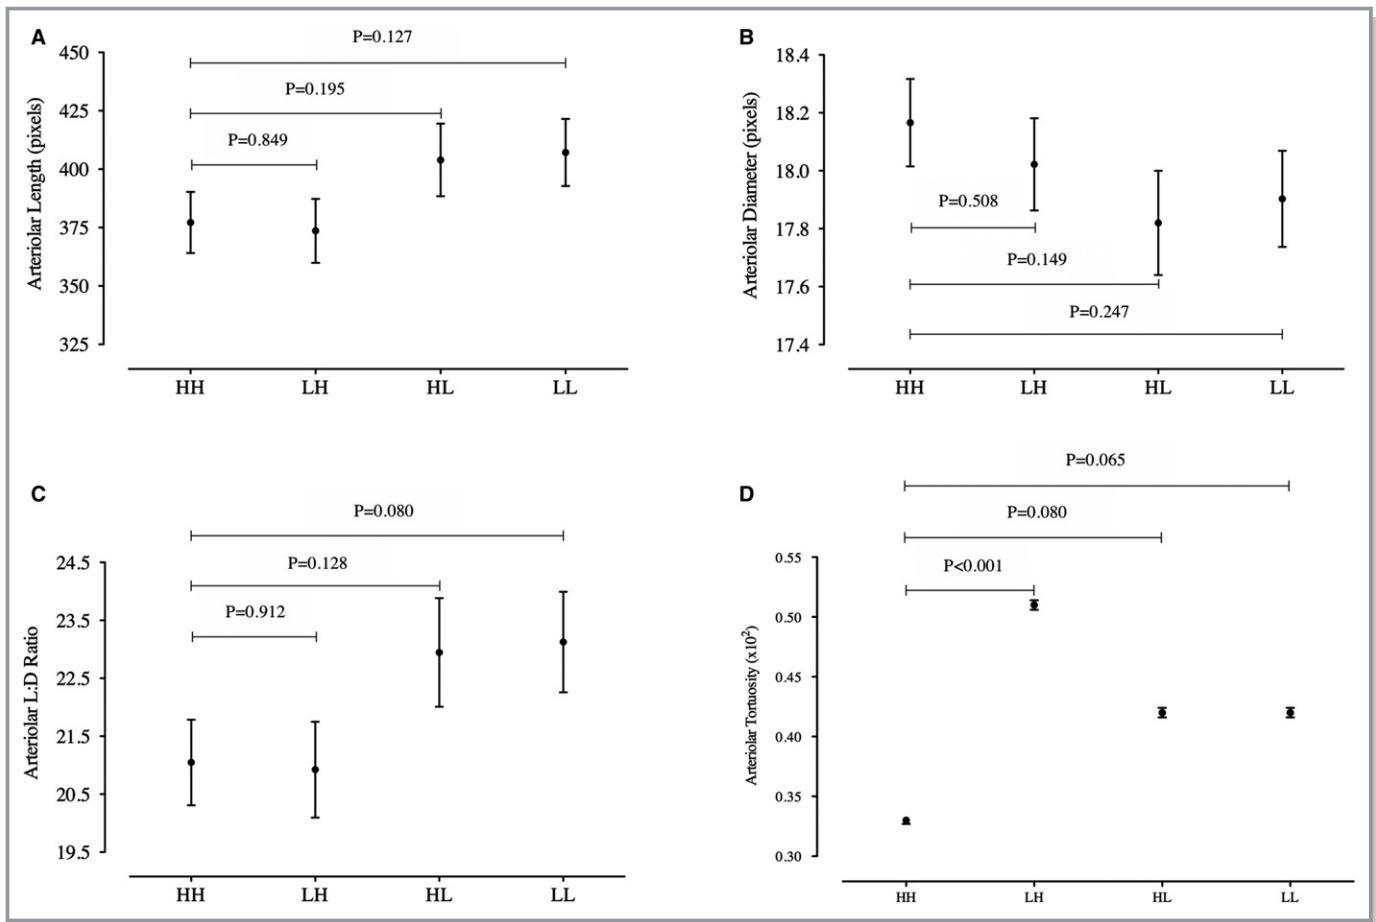 A
P=0.127
450
P=0.195
425
P=0.849
400
375
350
325
Arteriolar Length (pixels)
HH LH HL LL
B
18.4
18.2
18.0
P=0.508
17.8
P=0.149
17.6
P=0.247
17.4
Arteriolar Diameter (pixels)
HH LH HL LL
C
P=0.080
24.5
P=0.128
23.5
P=0.912
22.5
21.5
20.5
19.5
Arteriolar L:D Ratio
HH LH HL LL
D
P=0.065
P=0.080
0.55
P<0.001
0.50
0.45
0.40
0.35
0.30
Arteriolar Tortuosity (x10²)
HH LH HL LL